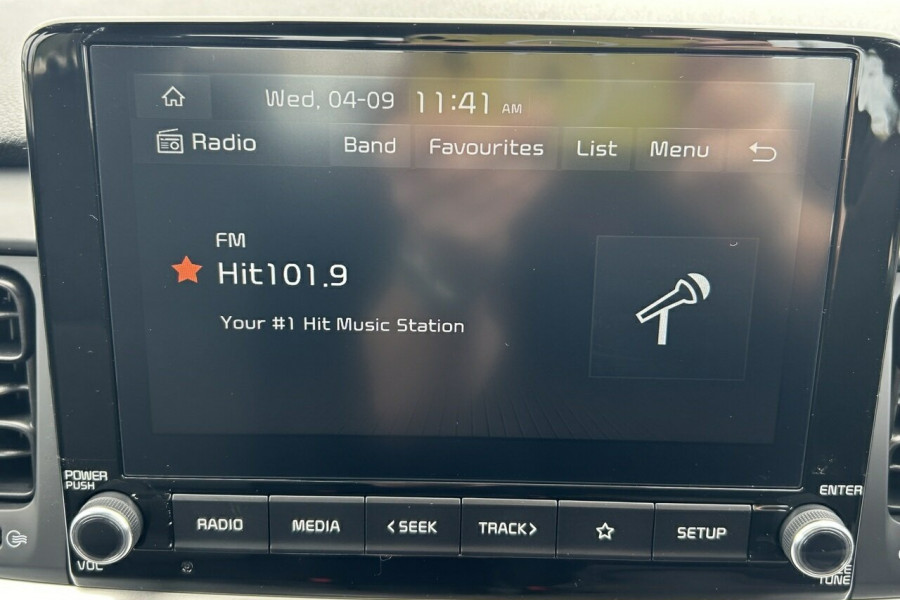 Wed, 04-09 11:41 AM
Radio Band Favourites List Menu
FM
Hit101.9
Your #1 Hit Music Station
POWER
PUSH
ENTER
RADIO MEDIA <SEEK TRACK> SETUP
VOL
TUNE